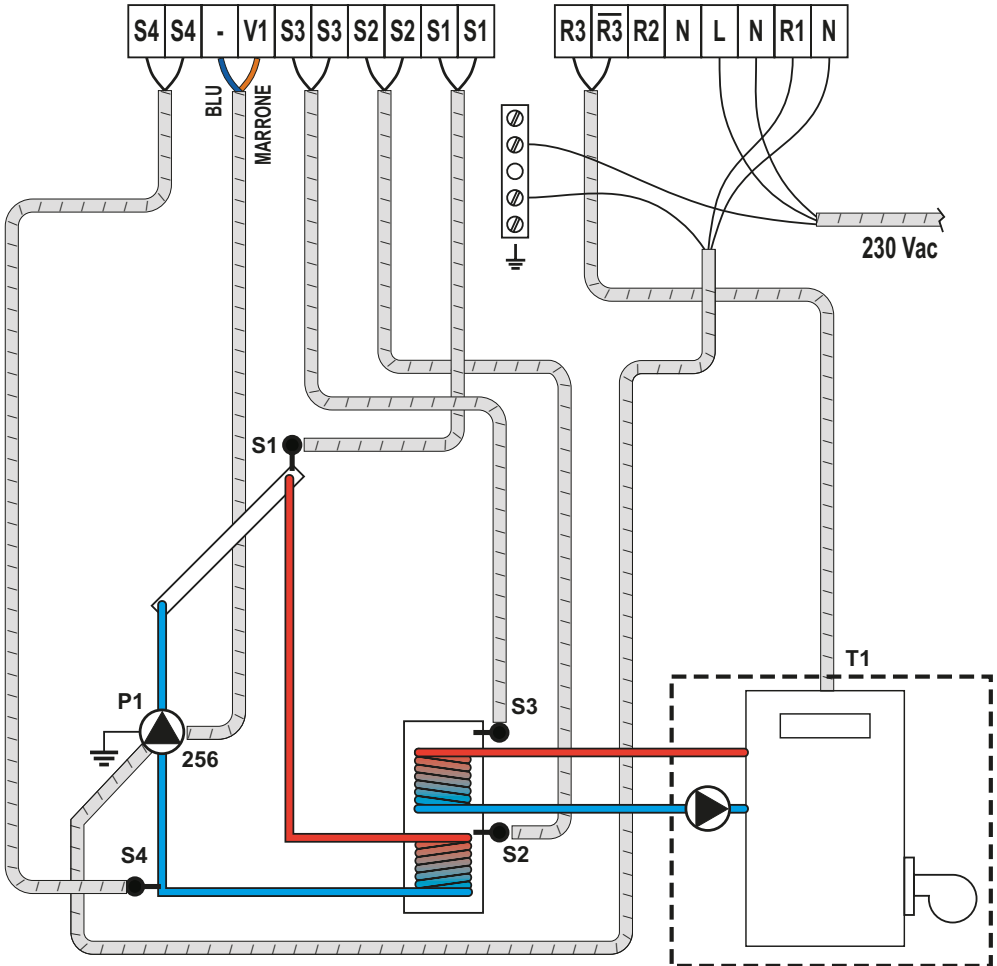 S4 S4 - V1 S3 S3 S2 S2 S1 S1
R3 R̅3̅ R2 N L N R1 N
BLU
MARRONE
230 Vac
S1
T1
P1
256
S3
S4
S2